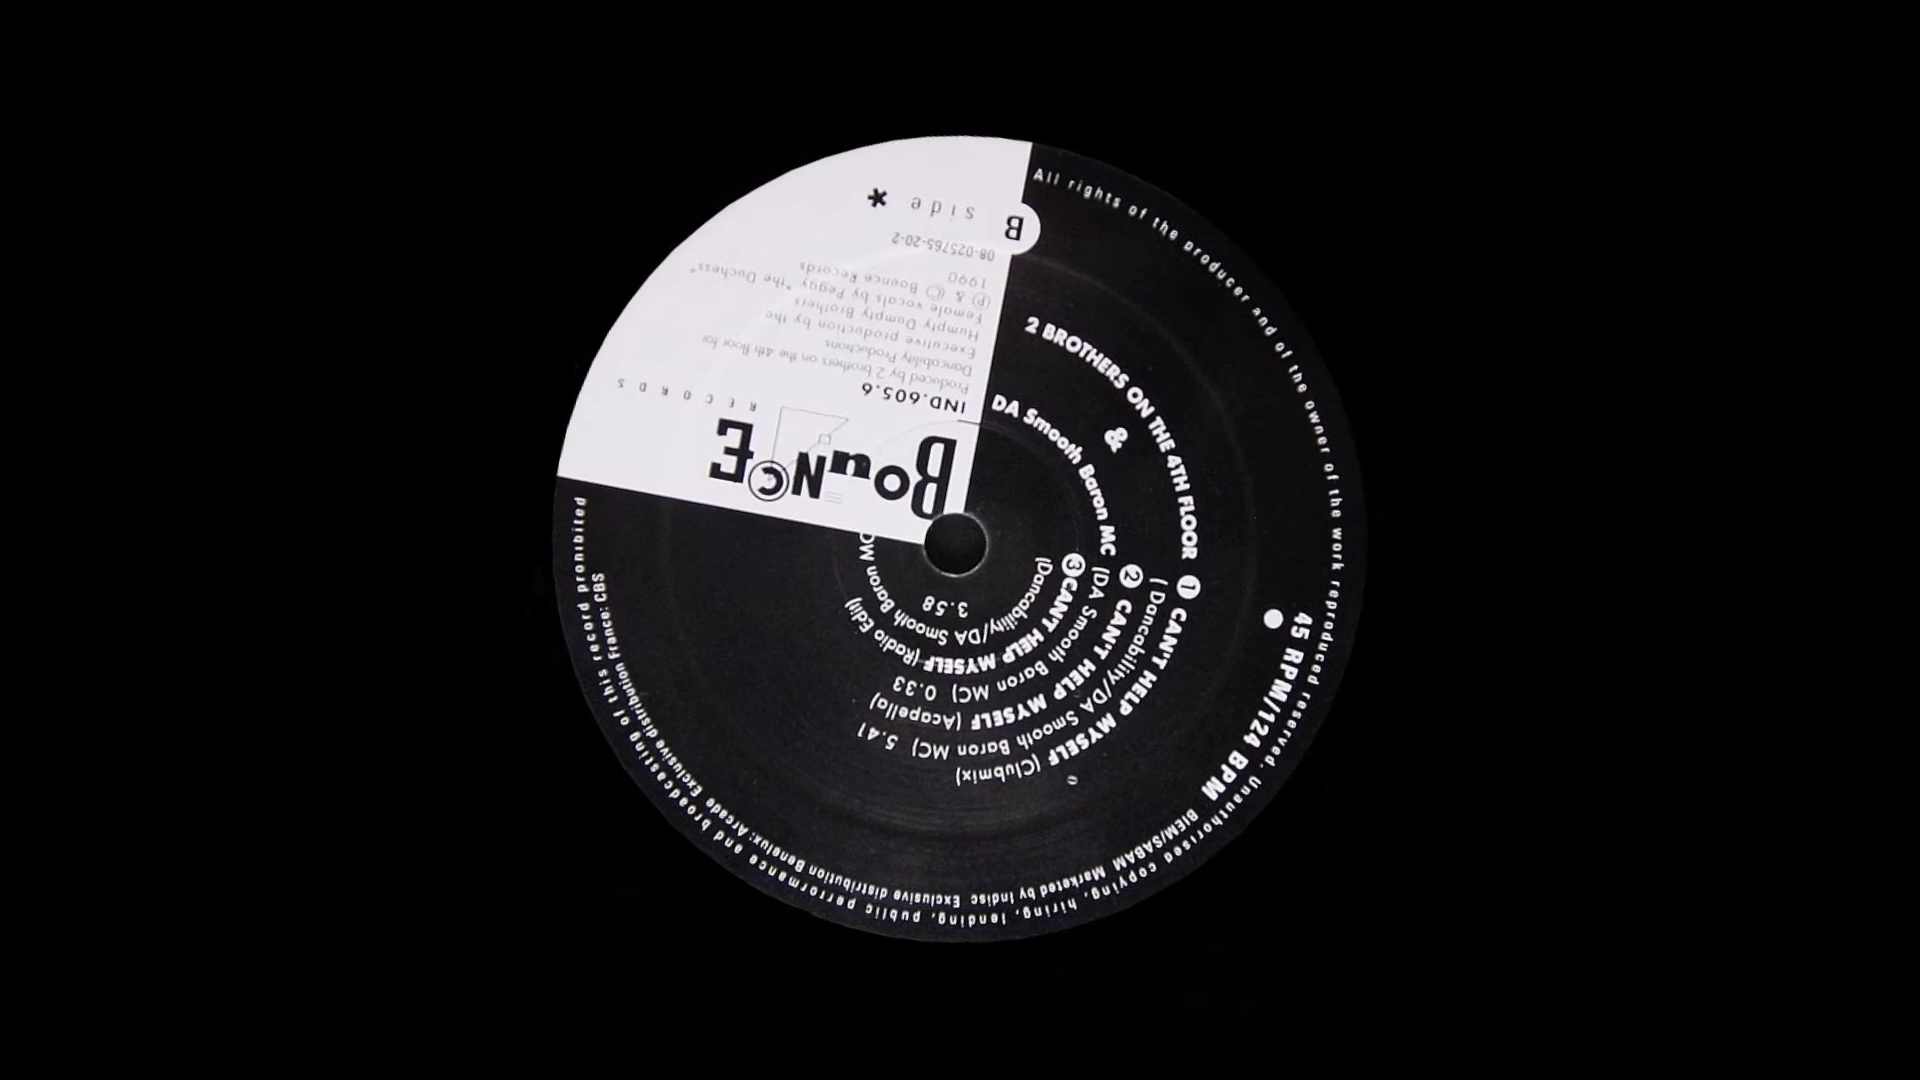 BOUNCE
RECORDS
IND.605.6
Produced by 2 brothers on the 4th floor for
Dancability Productions
Executive production by the
Humpty Dumpty Brothers
Female vocals by Peggy "the Duchess"
Ⓟ & © Bounce Records
1990
08-025765-20-2
B side *
2 BROTHERS ON THE 4TH FLOOR
&
DA Smooth Baron MC
1 CAN'T HELP MYSELF (Clubmix)
(Dancability/DA Smooth Baron MC) 5.41
2 CAN'T HELP MYSELF (Acapella)
(DA Smooth Baron MC) 0.33
3 CAN'T HELP MYSELF (Radio Edit)
(Dancability/DA Smooth Baron
3.58
45 RPM/124 BPM
BIEM/SABAM Marketed by Indisc Exclusive distribution Benelux: Arcade Exclusive distribution France: CBS
All rights of the producer and of the owner of the work reproduced reserved. Unauthorised copying, hiring, lending, public performance and broadcasting of this record prohibited